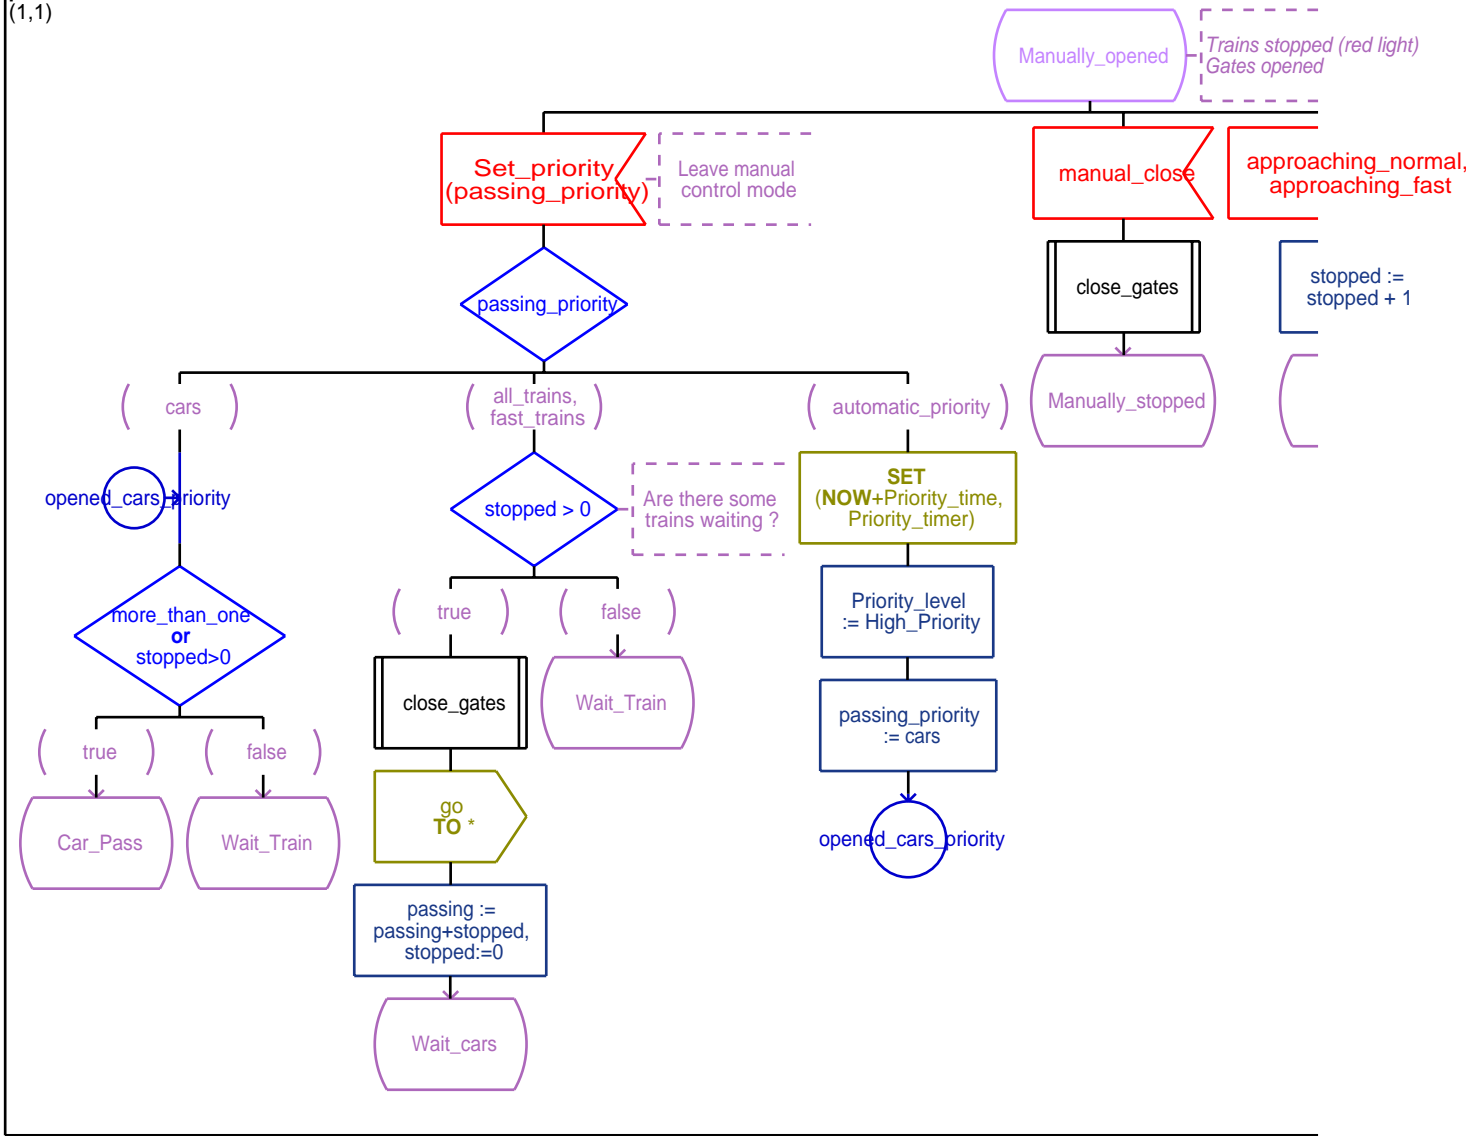 (1,1)
Manually_opened
Trains stopped (red light)
Gates opened
Set_priority
(passing_priority)
Leave manual
control mode
manual_close
approaching_normal,
approaching_fast
passing_priority
close_gates
stopped :=
stopped + 1
cars
all_trains,
fast_trains
automatic_priority
Manually_stopped
opened_cars_priority
stopped > 0
Are there some
trains waiting ?
SET
(NOW+Priority_time,
Priority_timer)
more_than_one
or
stopped>0
true
false
Priority_level
:= High_Priority
close_gates
Wait_Train
passing_priority
:= cars
true
false
Car_Pass
Wait_Train
go
TO *
opened_cars_priority
passing :=
passing+stopped,
stopped:=0
Wait_cars